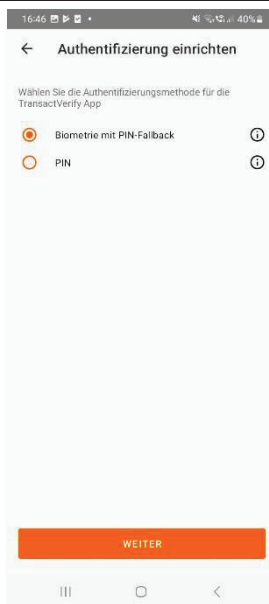 16:46 40%
Authentifizierung einrichten
Wählen Sie die Authentifizierungsmethode für die
TransactVerify App
Biometrie mit PIN-Fallback
PIN
WEITER